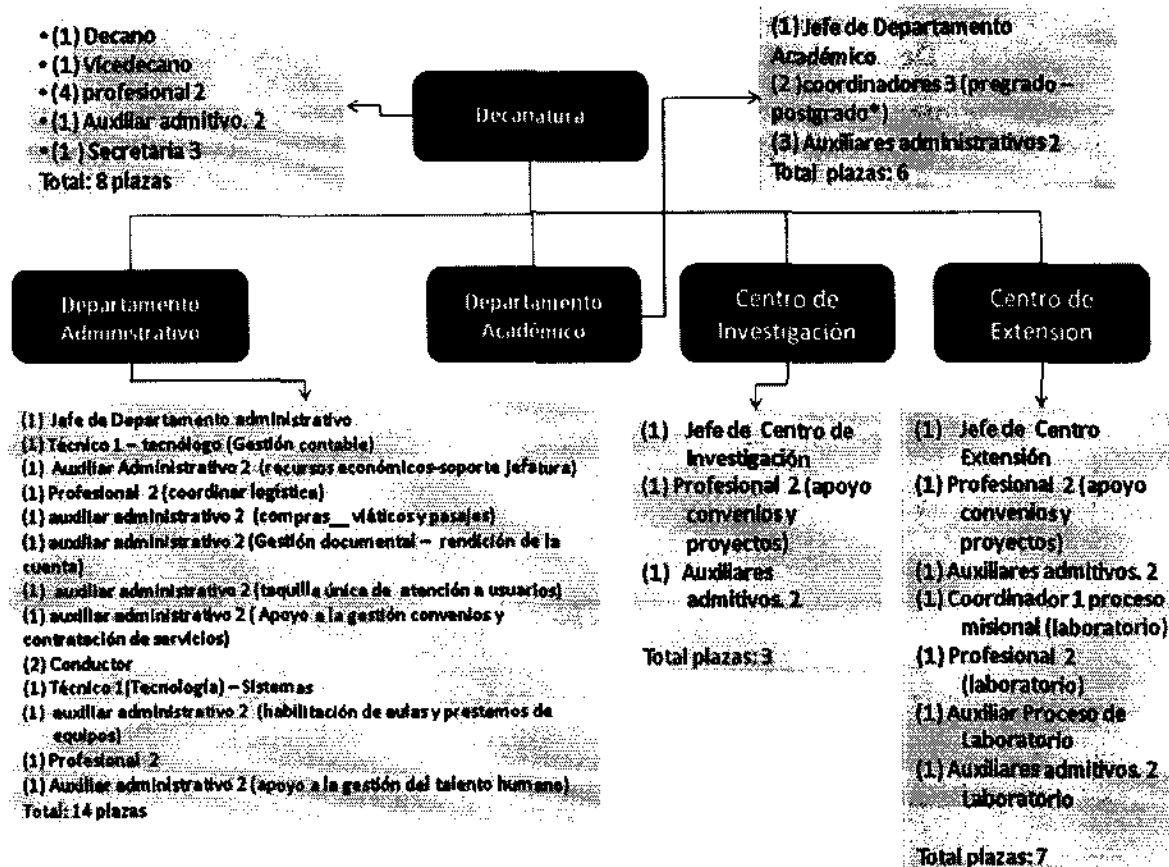 • (1) Decano
• (1) Vicedecano
• (4) profesional 2
• (1) Auxiliar admitivo. 2
• (1 ) Secretaria 3
Total: 8 plazas
Decanatura
(1) Jefe de Departamento
Académico
(2 )coordinadores 3 (pregrado –
postgrado*)
(3) Auxiliares administrativos 2
Total plazas: 6
Departamento
Administrativo
Departamento
Académico
Centro de
Investigación
Centro de
Extension
(1) Jefe de Departamento administrativo
(1) Técnico 1 – tecnólogo (Gestión contable)
(1) Auxiliar Administrativo 2 (recursos económicos-soporte Jefatura)
(1) Profesional 2 (coordinar logística)
(1) auxiliar administrativo 2 (compras__ viáticos y pasajes)
(1) auxiliar administrativo 2 (Gestión documental – rendición de la
cuenta)
(1) auxiliar administrativo 2 (taquilla única de atención a usuarios)
(1) auxiliar administrativo 2 ( Apoyo a la gestión convenios y
contratación de servicios)
(2) Conductor
(1) Técnico 1(Tecnología) – Sistemas
(1) auxiliar administrativo 2 (habilitación de aulas y prestamos de
equipos)
(1) Profesional 2
(1) Auxiliar administrativo 2 (apoyo a la gestión del talento humano)
Total: 14 plazas
(1) Jefe de Centro de
Investigación
(1) Profesional 2 (apoyo
convenios y
proyectos)
(1) Auxiliares
admitivos. 2
Total plazas: 3
(1) Jefe de Centro
Extensión
(1) Profesional 2 (apoyo
convenios y
proyectos)
(1) Auxiliares admitivos. 2
(1) Coordinador 1 proceso
misional (laboratorio)
(1) Profesional 2
(laboratorio)
(1) Auxiliar Proceso de
Laboratorio
(1) Auxiliares admitivos. 2
Laboratorio
Total plazas: 7